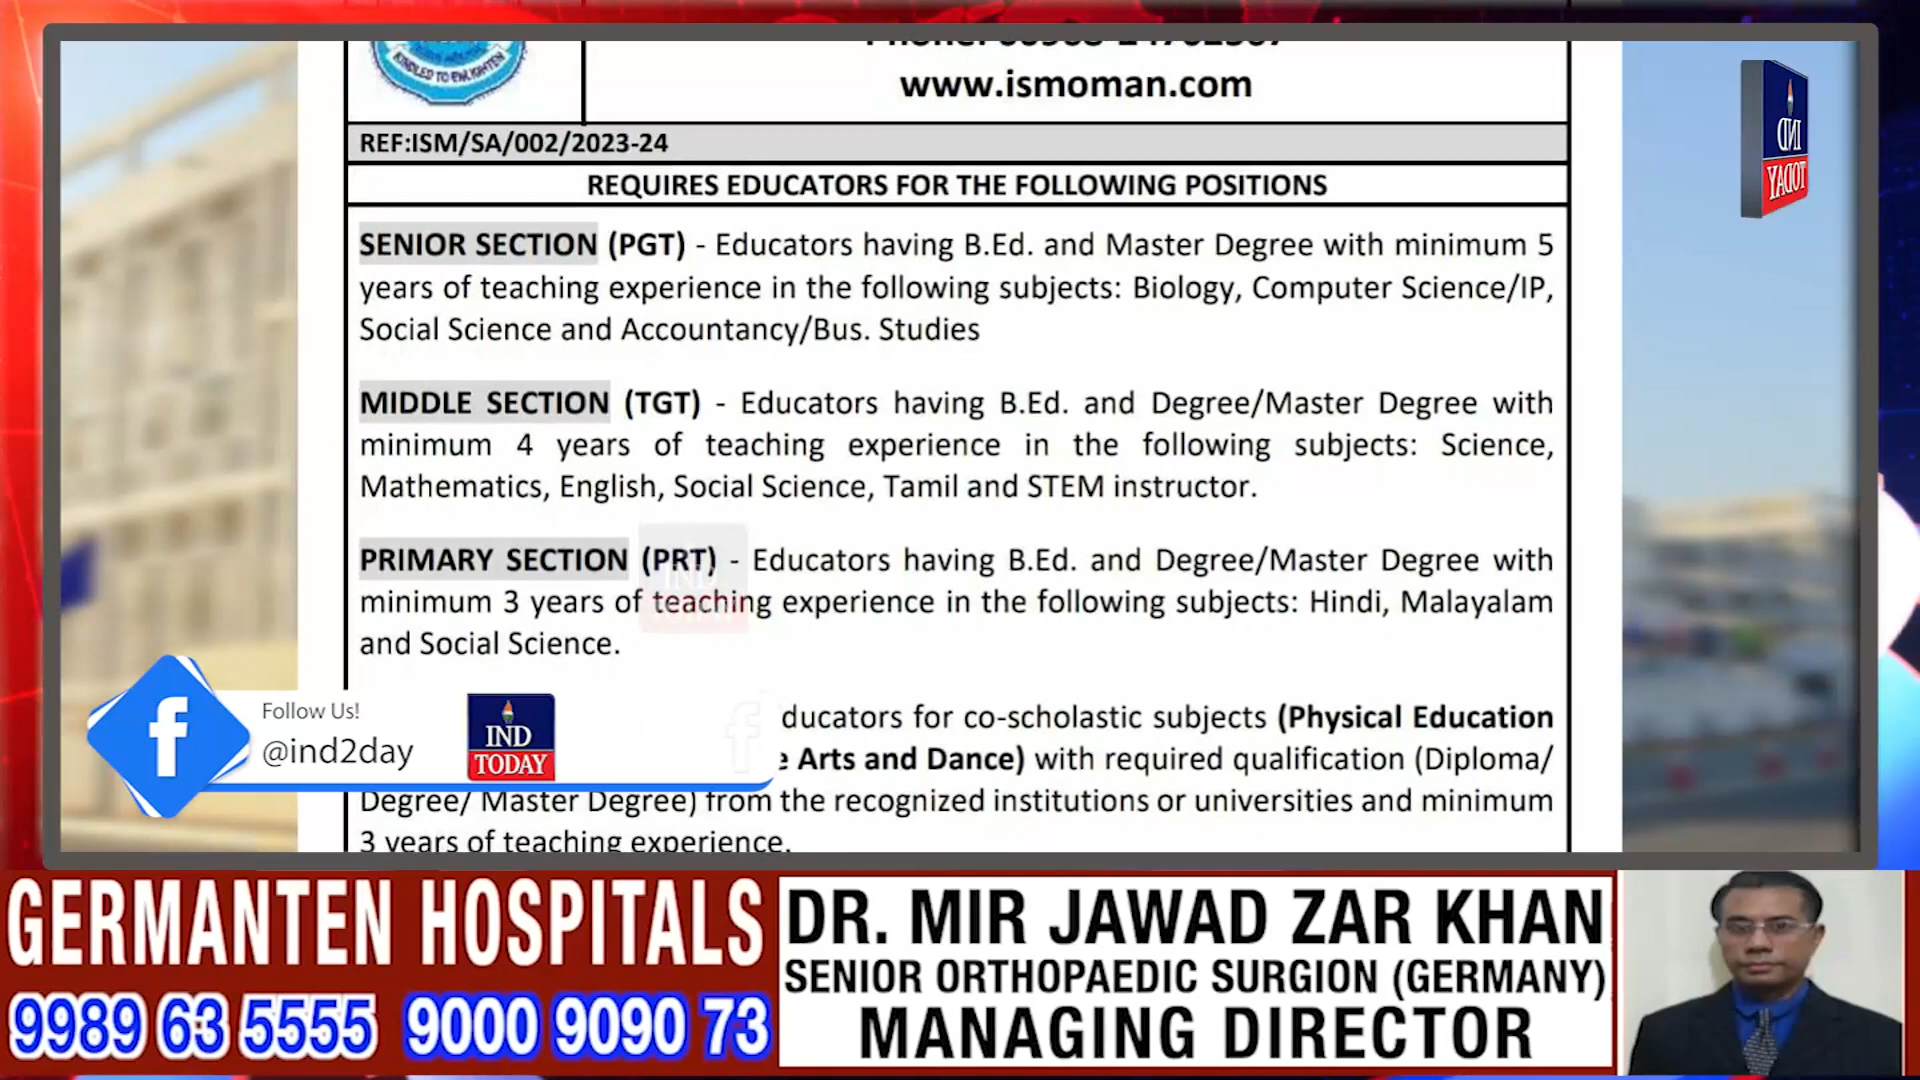 KINDLED TO ENLIGHTEN
www.ismoman.com
REF:ISM/SA/002/2023-24
REQUIRES EDUCATORS FOR THE FOLLOWING POSITIONS
SENIOR SECTION (PGT) - Educators having B.Ed. and Master Degree with minimum 5
years of teaching experience in the following subjects: Biology, Computer Science/IP,
Social Science and Accountancy/Bus. Studies
MIDDLE SECTION (TGT) - Educators having B.Ed. and Degree/Master Degree with
minimum 4 years of teaching experience in the following subjects: Science,
Mathematics, English, Social Science, Tamil and STEM instructor.
PRIMARY SECTION (PRT) - Educators having B.Ed. and Degree/Master Degree with
minimum 3 years of teaching experience in the following subjects: Hindi, Malayalam
and Social Science.
ducators for co-scholastic subjects (Physical Education
e Arts and Dance) with required qualification (Diploma/
Degree/ Master Degree) from the recognized institutions or universities and minimum
3 years of teaching experience.
IND
TODAY
Follow Us!
@ind2day
IND
TODAY
GERMANTEN HOSPITALS
9989 63 5555 9000 9090 73
DR. MIR JAWAD ZAR KHAN
SENIOR ORTHOPAEDIC SURGION (GERMANY)
MANAGING DIRECTOR